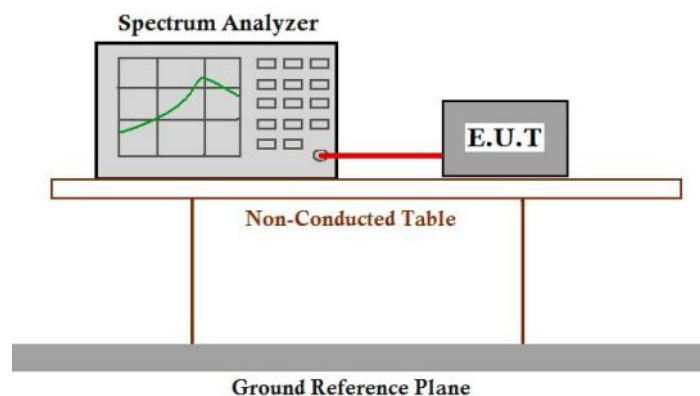 Spectrum Analyzer
E.U.T
Non-Conducted Table
Ground Reference Plane